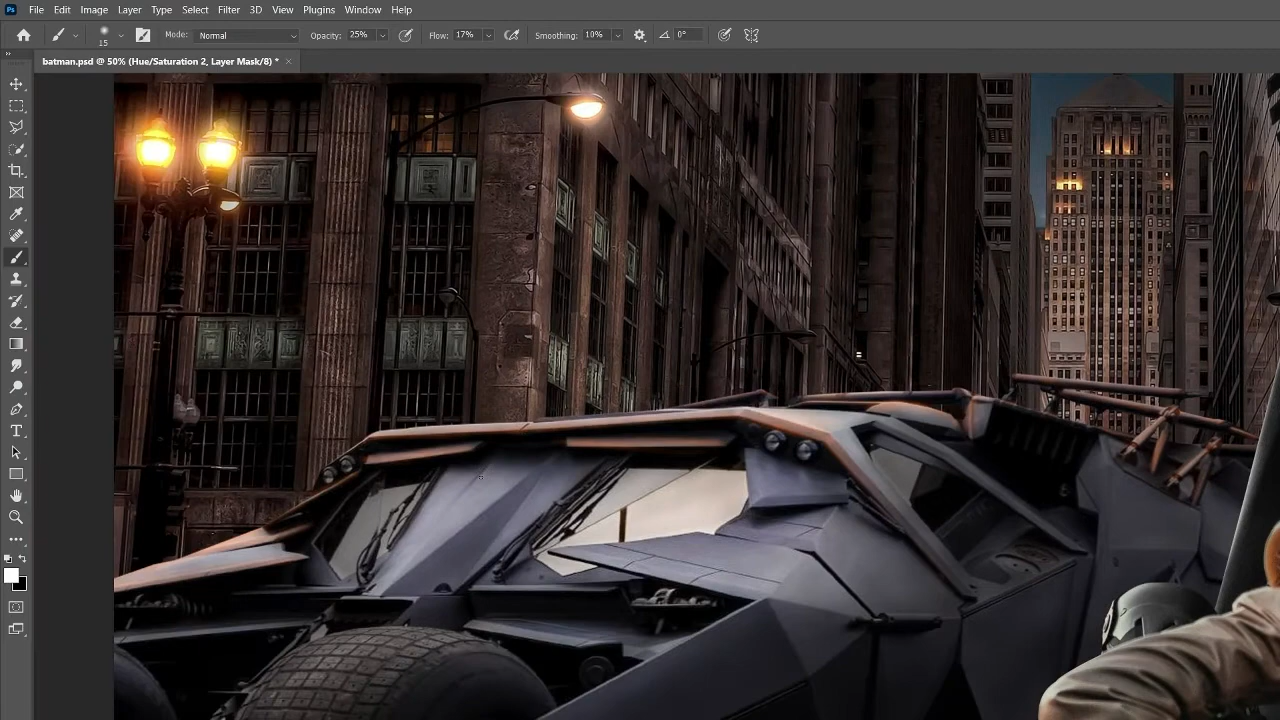 Ps File Edit Image Layer Type Select Filter 3D View Plugins Window Help
15 Mode: Normal Opacity: 25% Flow: 17% Smoothing: 10% 0°
batman.psd @ 50% (Hue/Saturation 2, Layer Mask/8) *